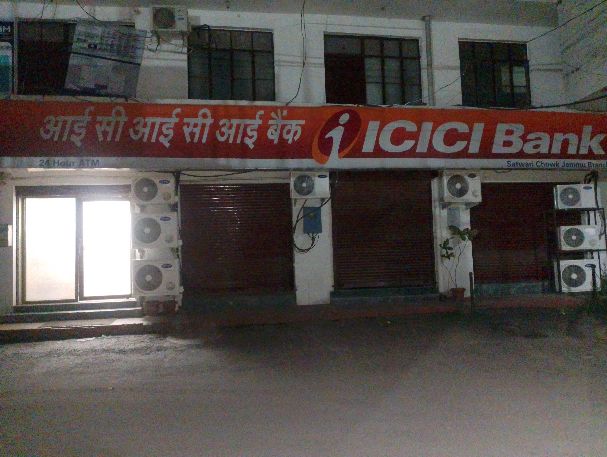 आई सी आई सी आई बैंक ICICI Bank
24 Hour ATM
Satwari Chowk Jammu Branch